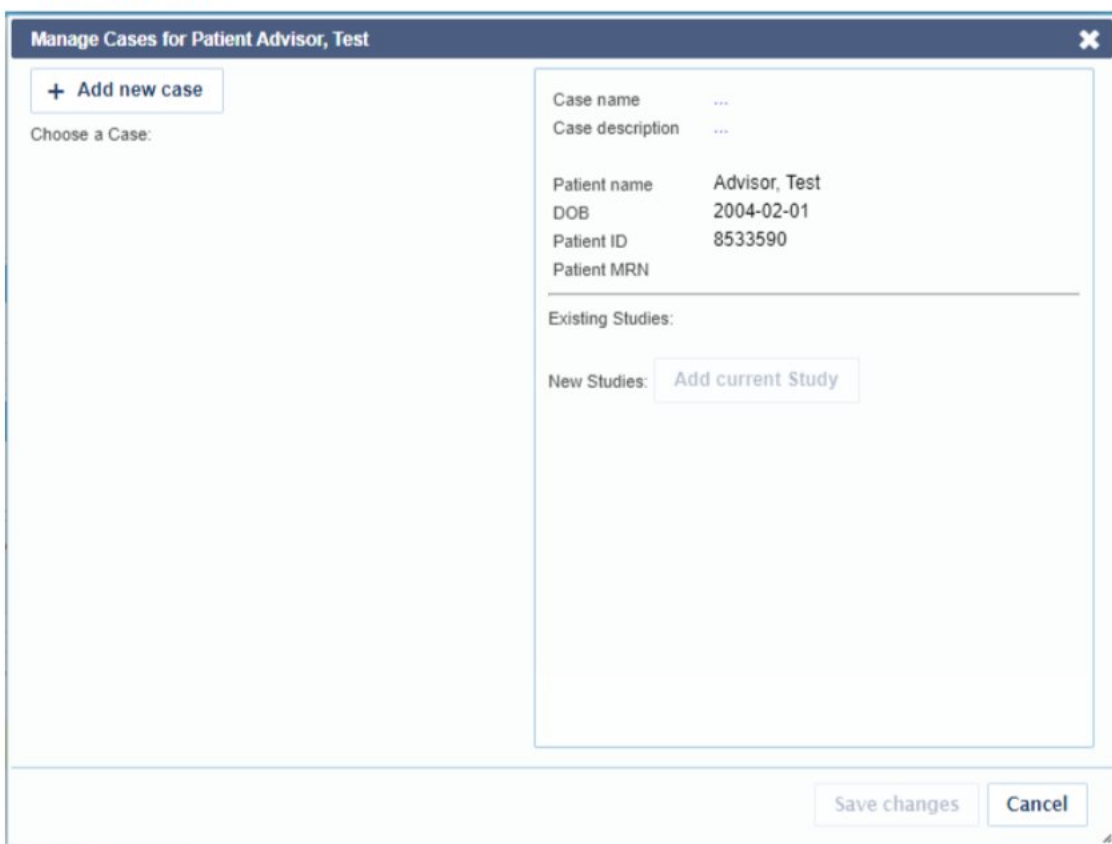 Manage Cases for Patient Advisor, Test
+ Add new case
Choose a Case:
Case name ...
Case description ...
Patient name Advisor, Test
DOB 2004-02-01
Patient ID 8533590
Patient MRN
Existing Studies:
New Studies: Add current Study
Save changes Cancel